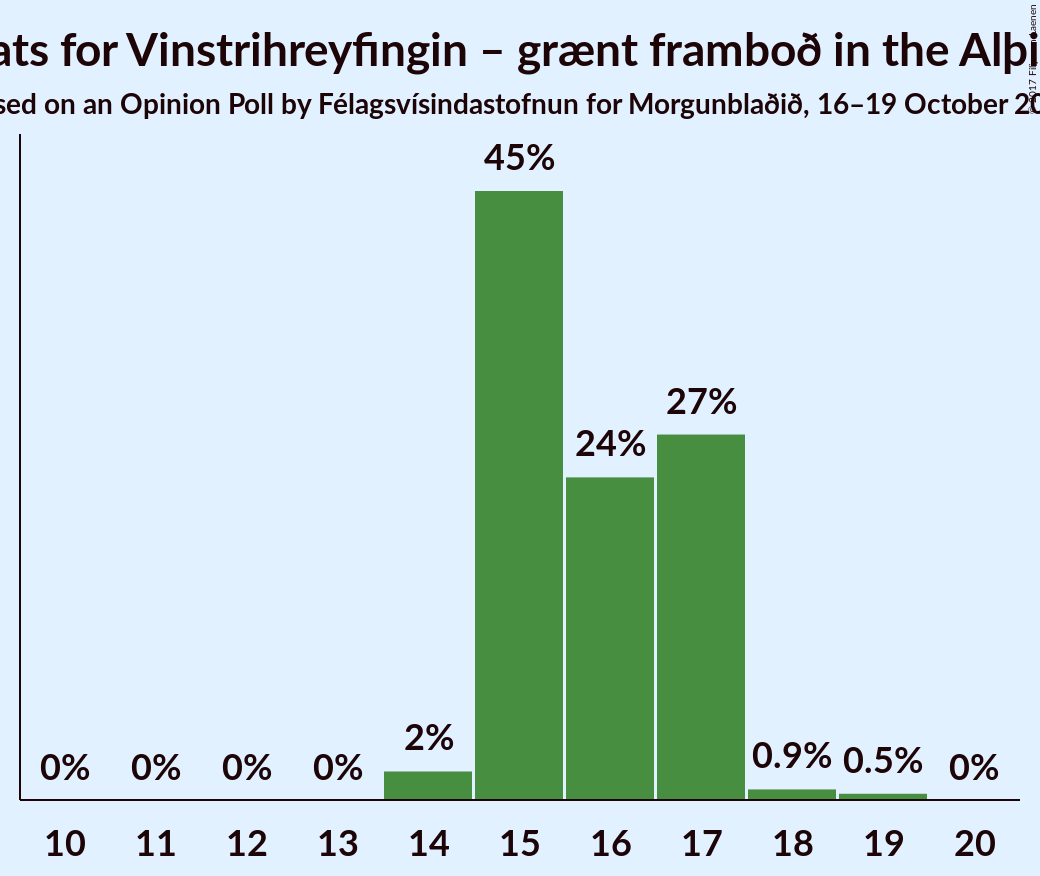 ats for Vinstrihreyfingin – grænt framboð in the Alþi
sed on an Opinion Poll by Félagsvísindastofnun for Morgunblaðið, 16–19 October 20
45%
27%
24%
2%
0.9%
0.5%
0% 0% 0% 0% 0%
10 11 12 13 14 15 16 17 18 19 20